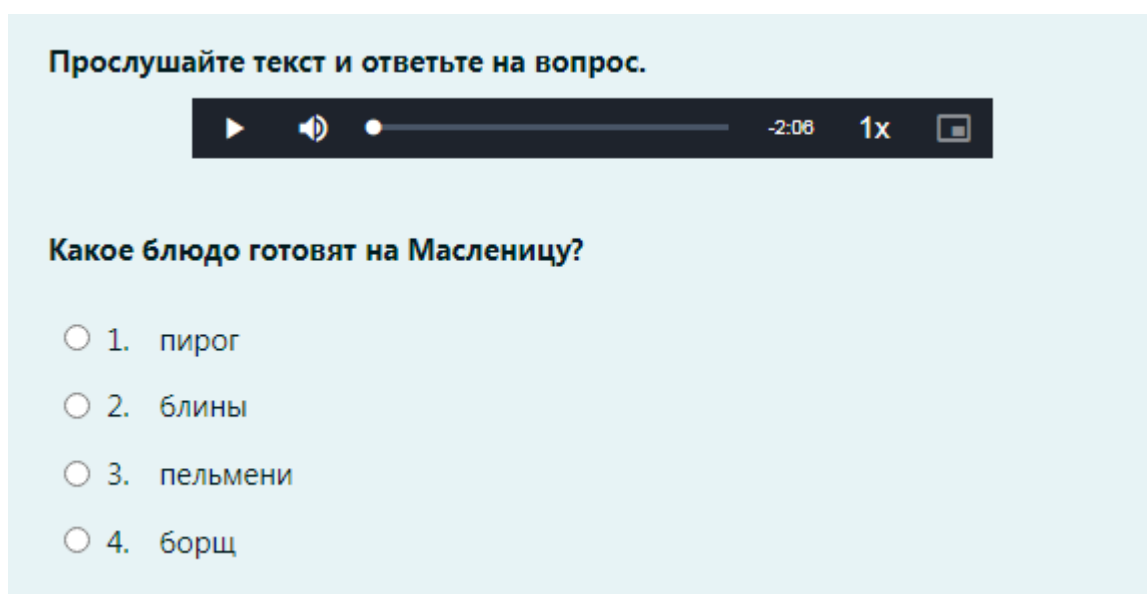 Прослушайте текст и ответьте на вопрос.
-2:06 1x
Какое блюдо готовят на Масленицу?
1. пирог
2. блины
3. пельмени
4. борщ